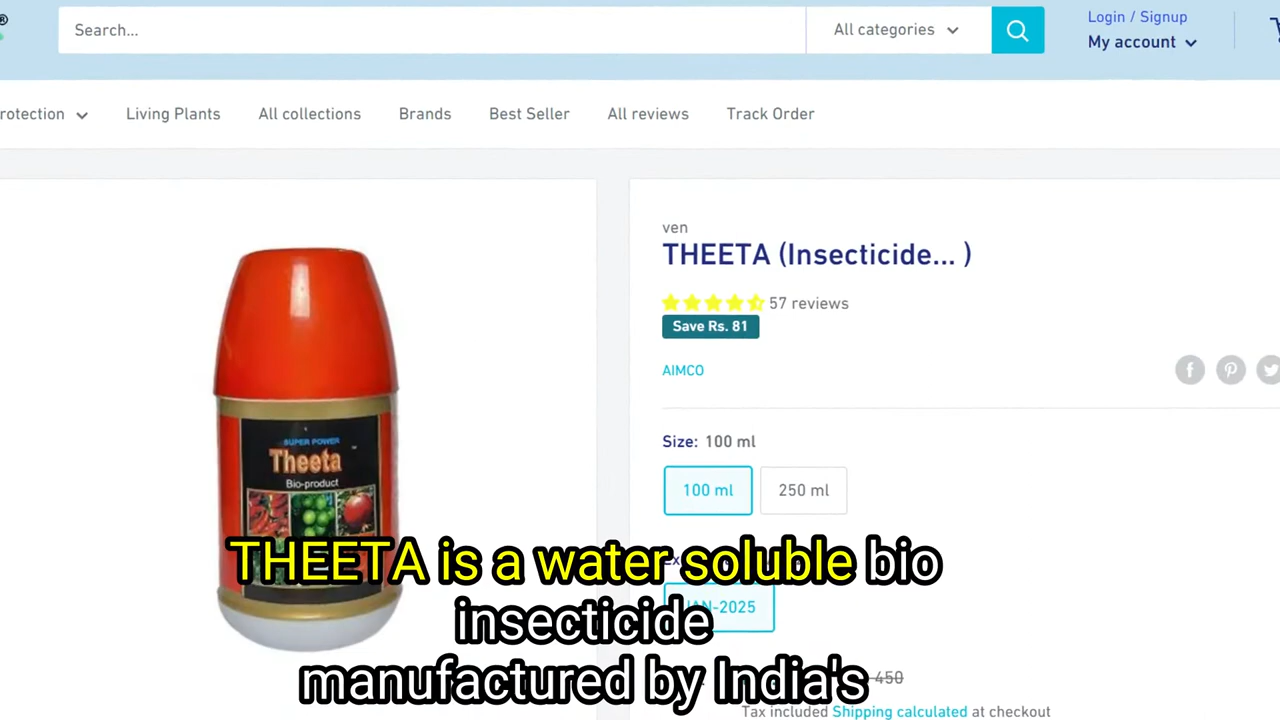 ®
Search...
All categories
Login / Signup
My account
rotection
Living Plants
All collections
Brands
Best Seller
All reviews
Track Order
ven
THEETA (Insecticide... )
57 reviews
Save Rs. 81
AIMCO
Size: 100 ml
100 ml
250 ml
SUPER POWER
Theeta
Bio-product
THEETA is a water soluble bio
insecticide
manufactured by India's
AN-2025
450
Tax included Shipping calculated at checkout